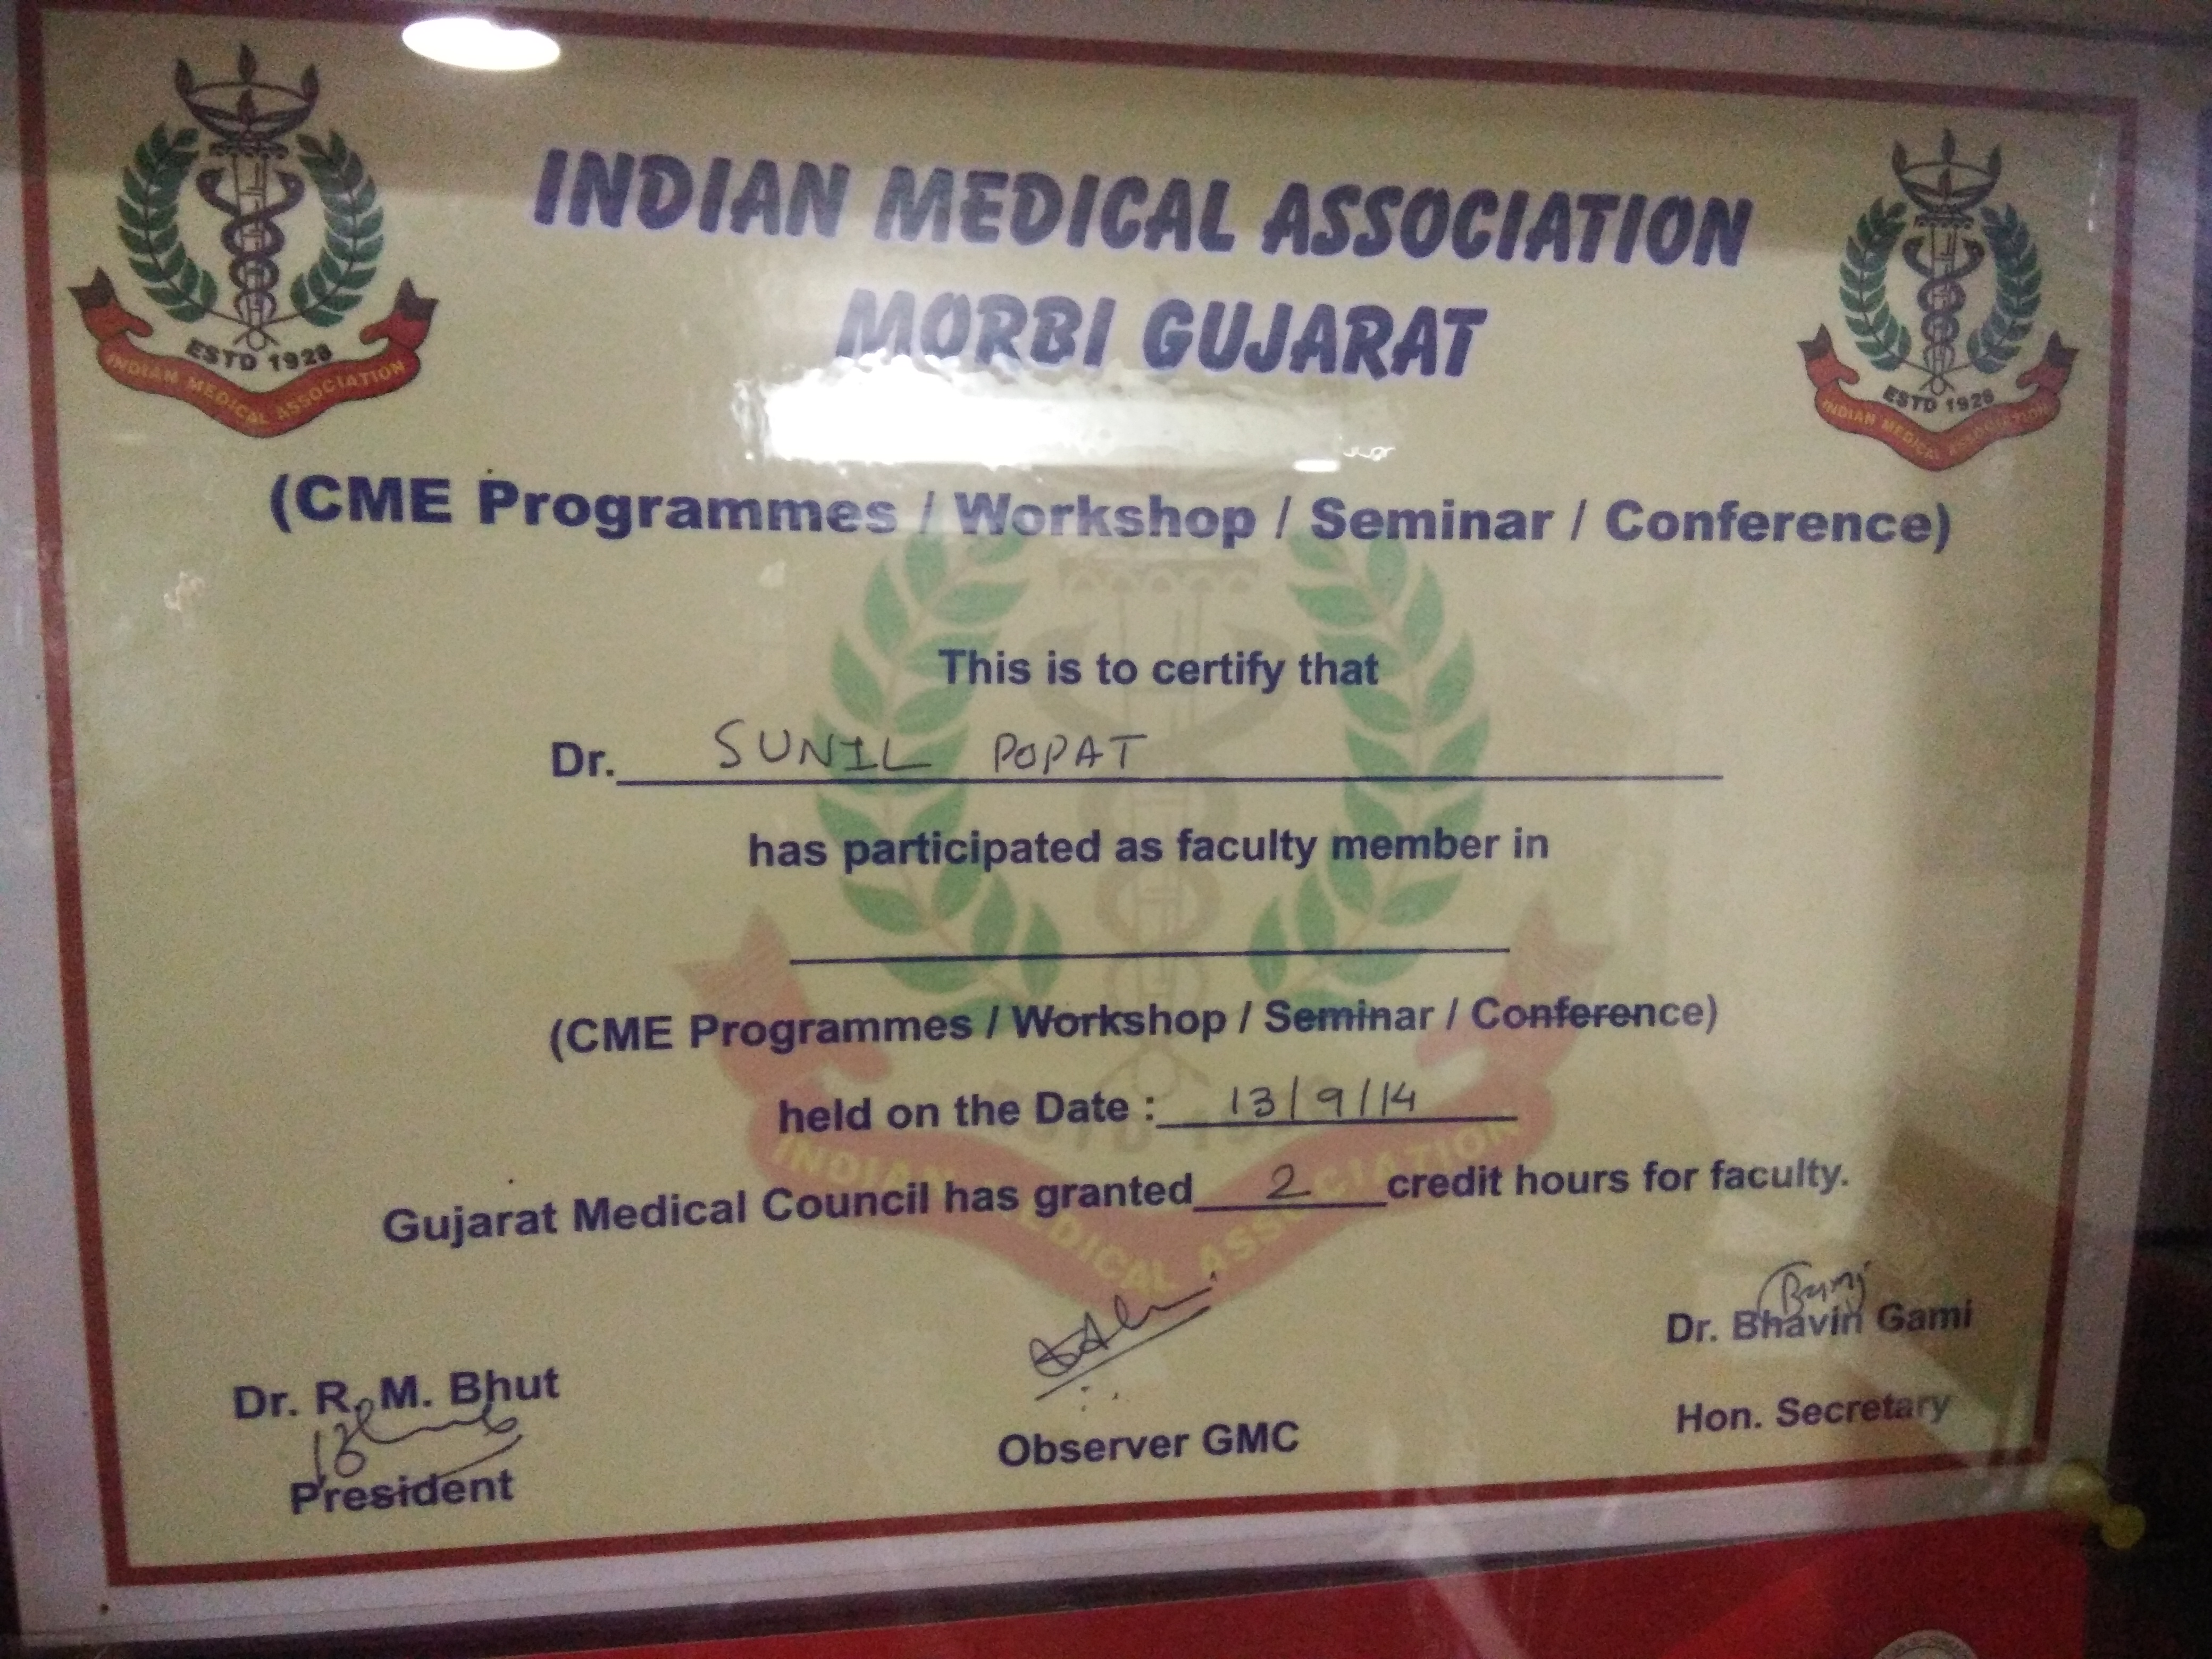 INDIAN MEDICAL ASSOCIATION
MORBI GUJARAT
ESTD 1928
INDIAN MEDICAL ASSOCIATION
ESTD 1928
INDIAN MEDICAL ASSOCIATION
(CME Programmes / Workshop / Seminar / Conference)
This is to certify that
Dr. SUNIL POPAT
has participated as faculty member in
(CME Programmes / Workshop / Seminar / Conference)
held on the Date : 13/9/14
Gujarat Medical Council has granted 2 credit hours for faculty.
INDIAN MEDICAL ASSOCIATION
Dr. R. M. Bhut
President
Observer GMC
Dr. Bhavin Gami
Hon. Secretary